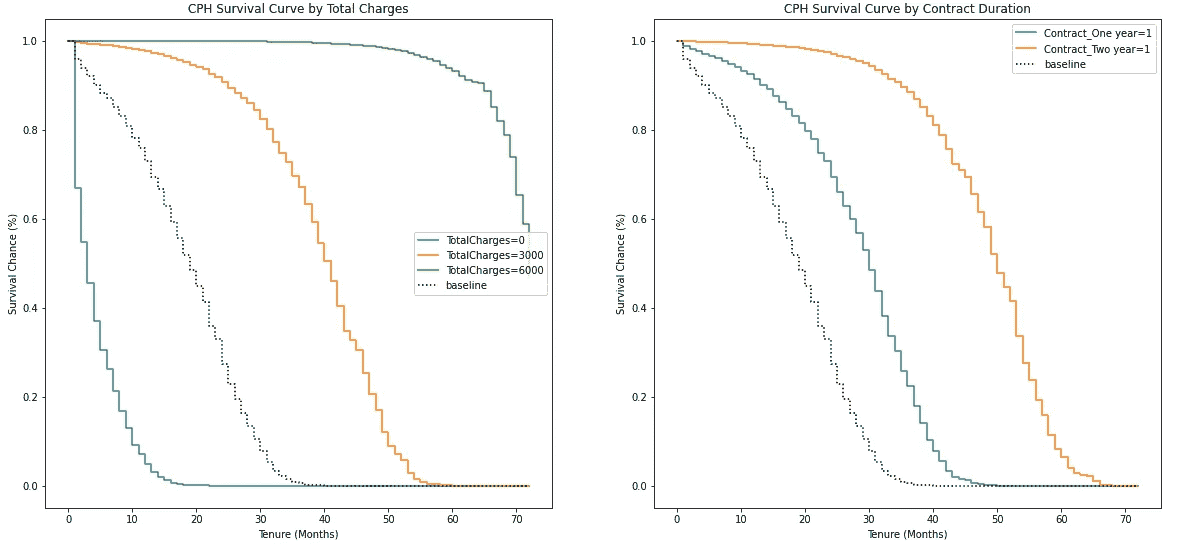 CPH Survival Curve by Total Charges
Survival Chance (%)
1.0
0.8
0.6
0.4
0.2
0.0
TotalCharges=0
TotalCharges=3000
TotalCharges=6000
baseline
0 10 20 30 40 50 60 70
Tenure (Months)
CPH Survival Curve by Contract Duration
Survival Chance (%)
1.0
0.8
0.6
0.4
0.2
0.0
Contract_One year=1
Contract_Two year=1
baseline
0 10 20 30 40 50 60 70
Tenure (Months)